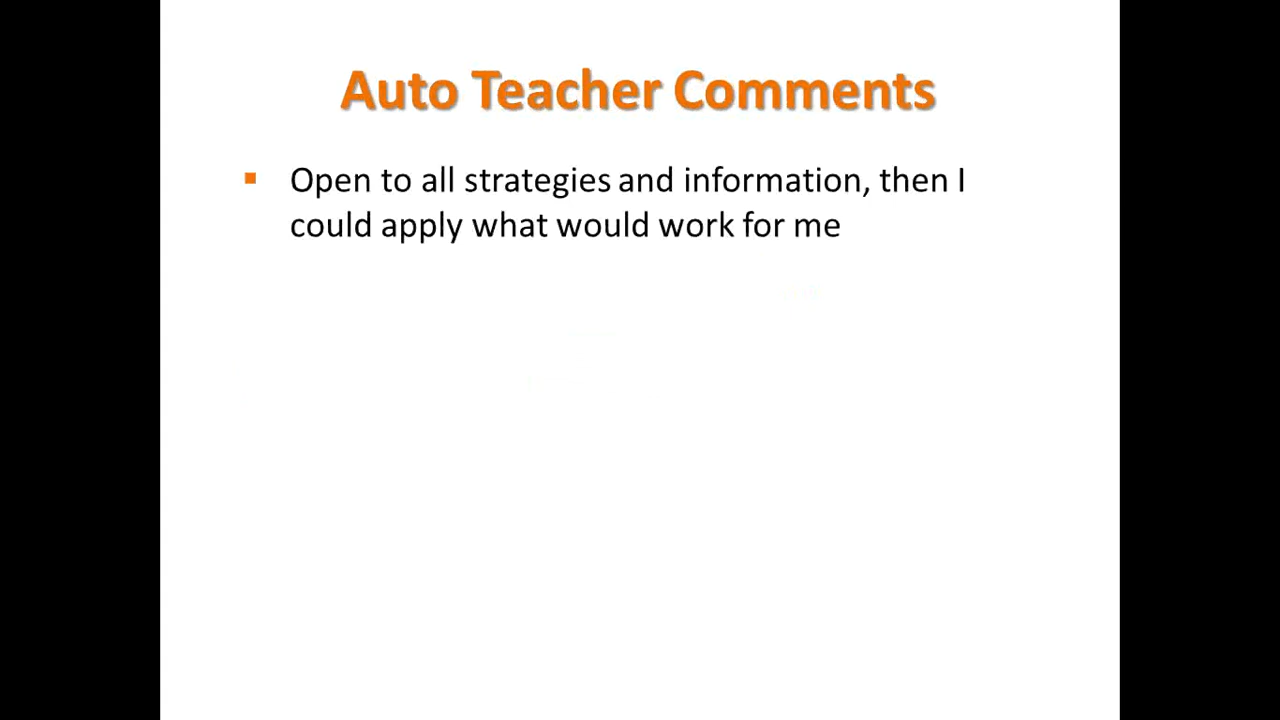 Auto Teacher Comments
Open to all strategies and information, then I
could apply what would work for me